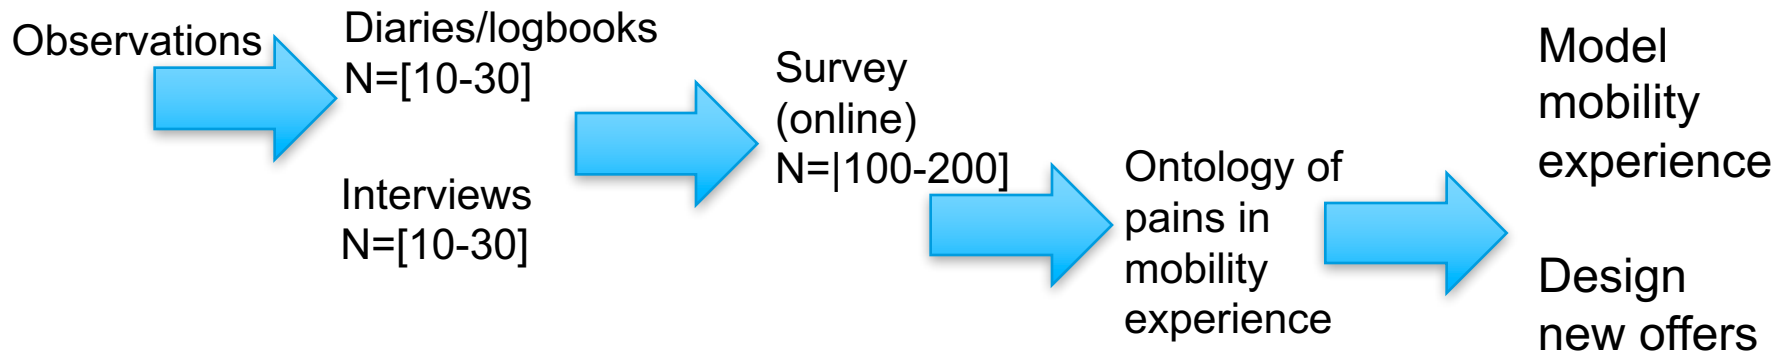 Observations
Diaries/logbooks
N=[10-30]
Interviews
N=[10-30]
Survey
(online)
N=|100-200]
Ontology of
pains in
mobility
experience
Model
mobility
experience
Design
new offers